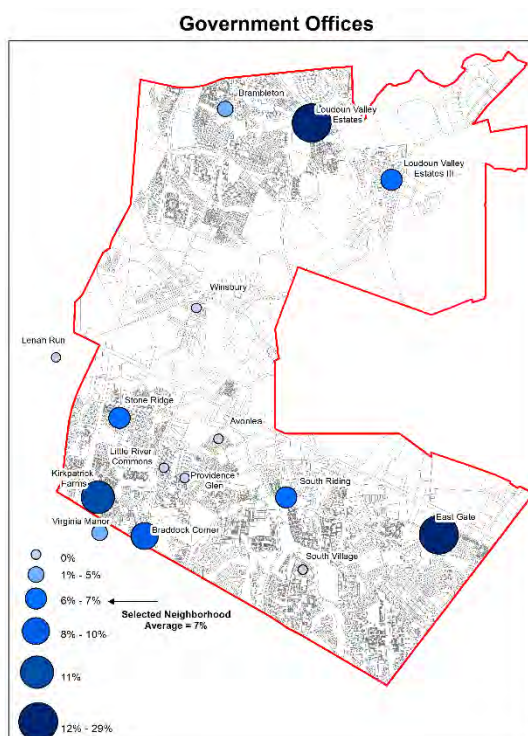 Government Offices
Brambleton
Loudoun Valley
Estates
Loudoun Valley
Estates III
Winsbury
Lenah Run
Stone Ridge
Avonlea
Little River
Commons
Kirkpatrick
Farms
Providence
Glen
South Riding
East Gate
Virginia Manor
Braddock Corner
South Village
0%
1% - 5%
6% - 7%
Selected Neighborhood
Average = 7%
8% - 10%
11%
12% - 29%